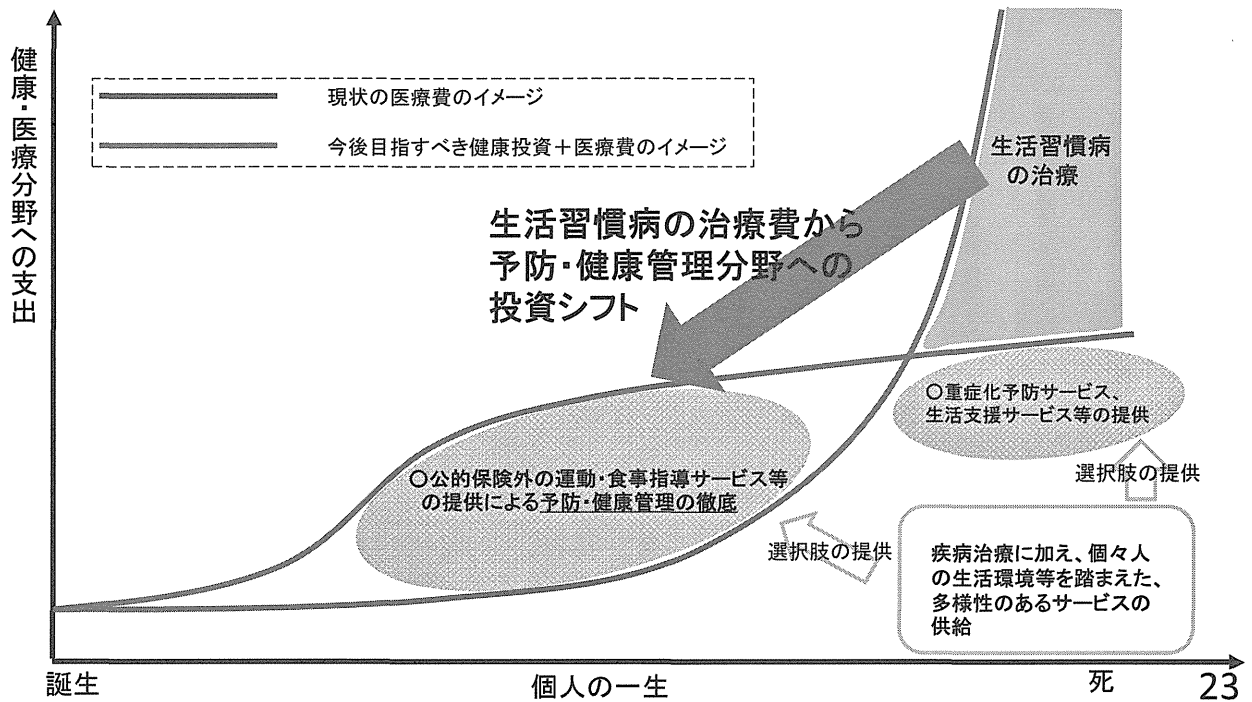 健康・医療分野への支出
現状の医療費のイメージ
今後目指すべき健康投資＋医療費のイメージ
生活習慣病
の治療
生活習慣病の治療費から
予防・健康管理分野への
投資シフト
〇重症化予防サービス、
生活支援サービス等の提供
〇公的保険外の運動・食事指導サービス等
の提供による予防・健康管理の徹底
選択肢の提供
選択肢の提供
疾病治療に加え、個々人
の生活環境等を踏まえた、
多様性のあるサービスの
供給
誕生
個人の一生
死
23